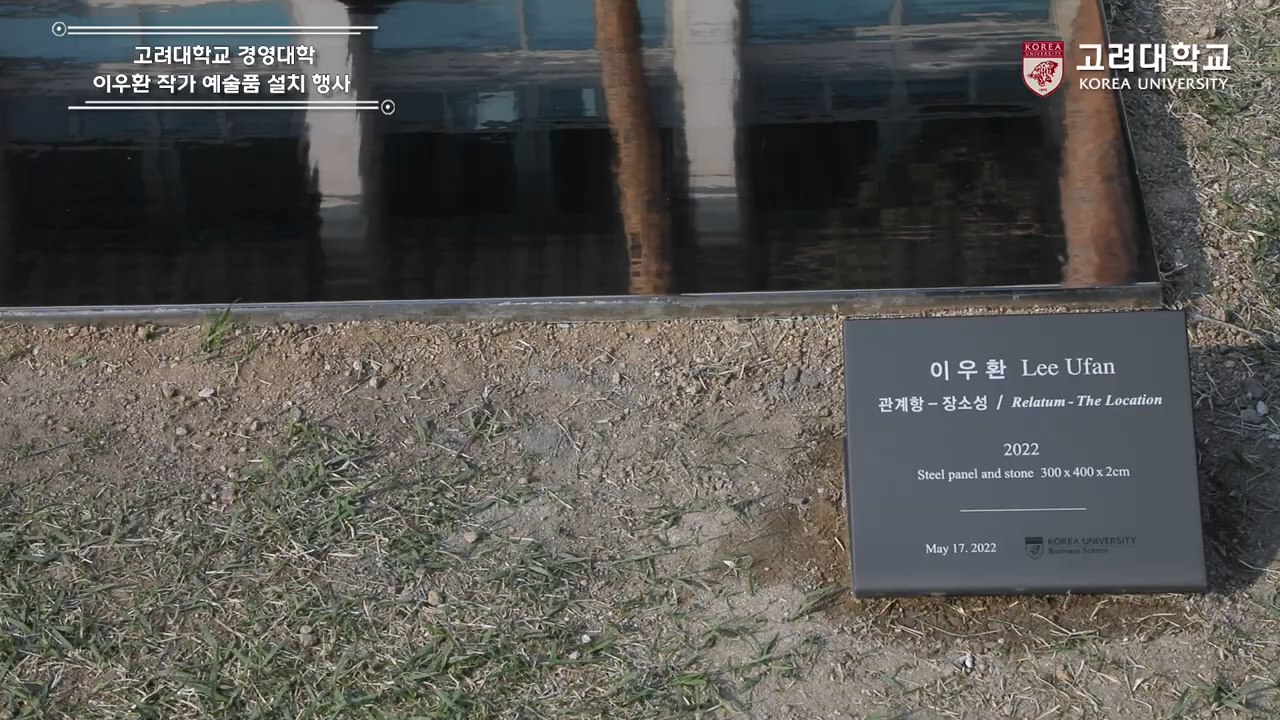 고려대학교 경영대학
이우환 작가 예술품 설치 행사
KOREA
UNIVERSITY
고려대학교
KOREA UNIVERSITY
이우환 Lee Ufan
관계항 – 장소성 / Relatum - The Location
2022
Steel panel and stone 300 x 400 x 2cm
May 17. 2022
KOREA UNIVERSITY
Business School